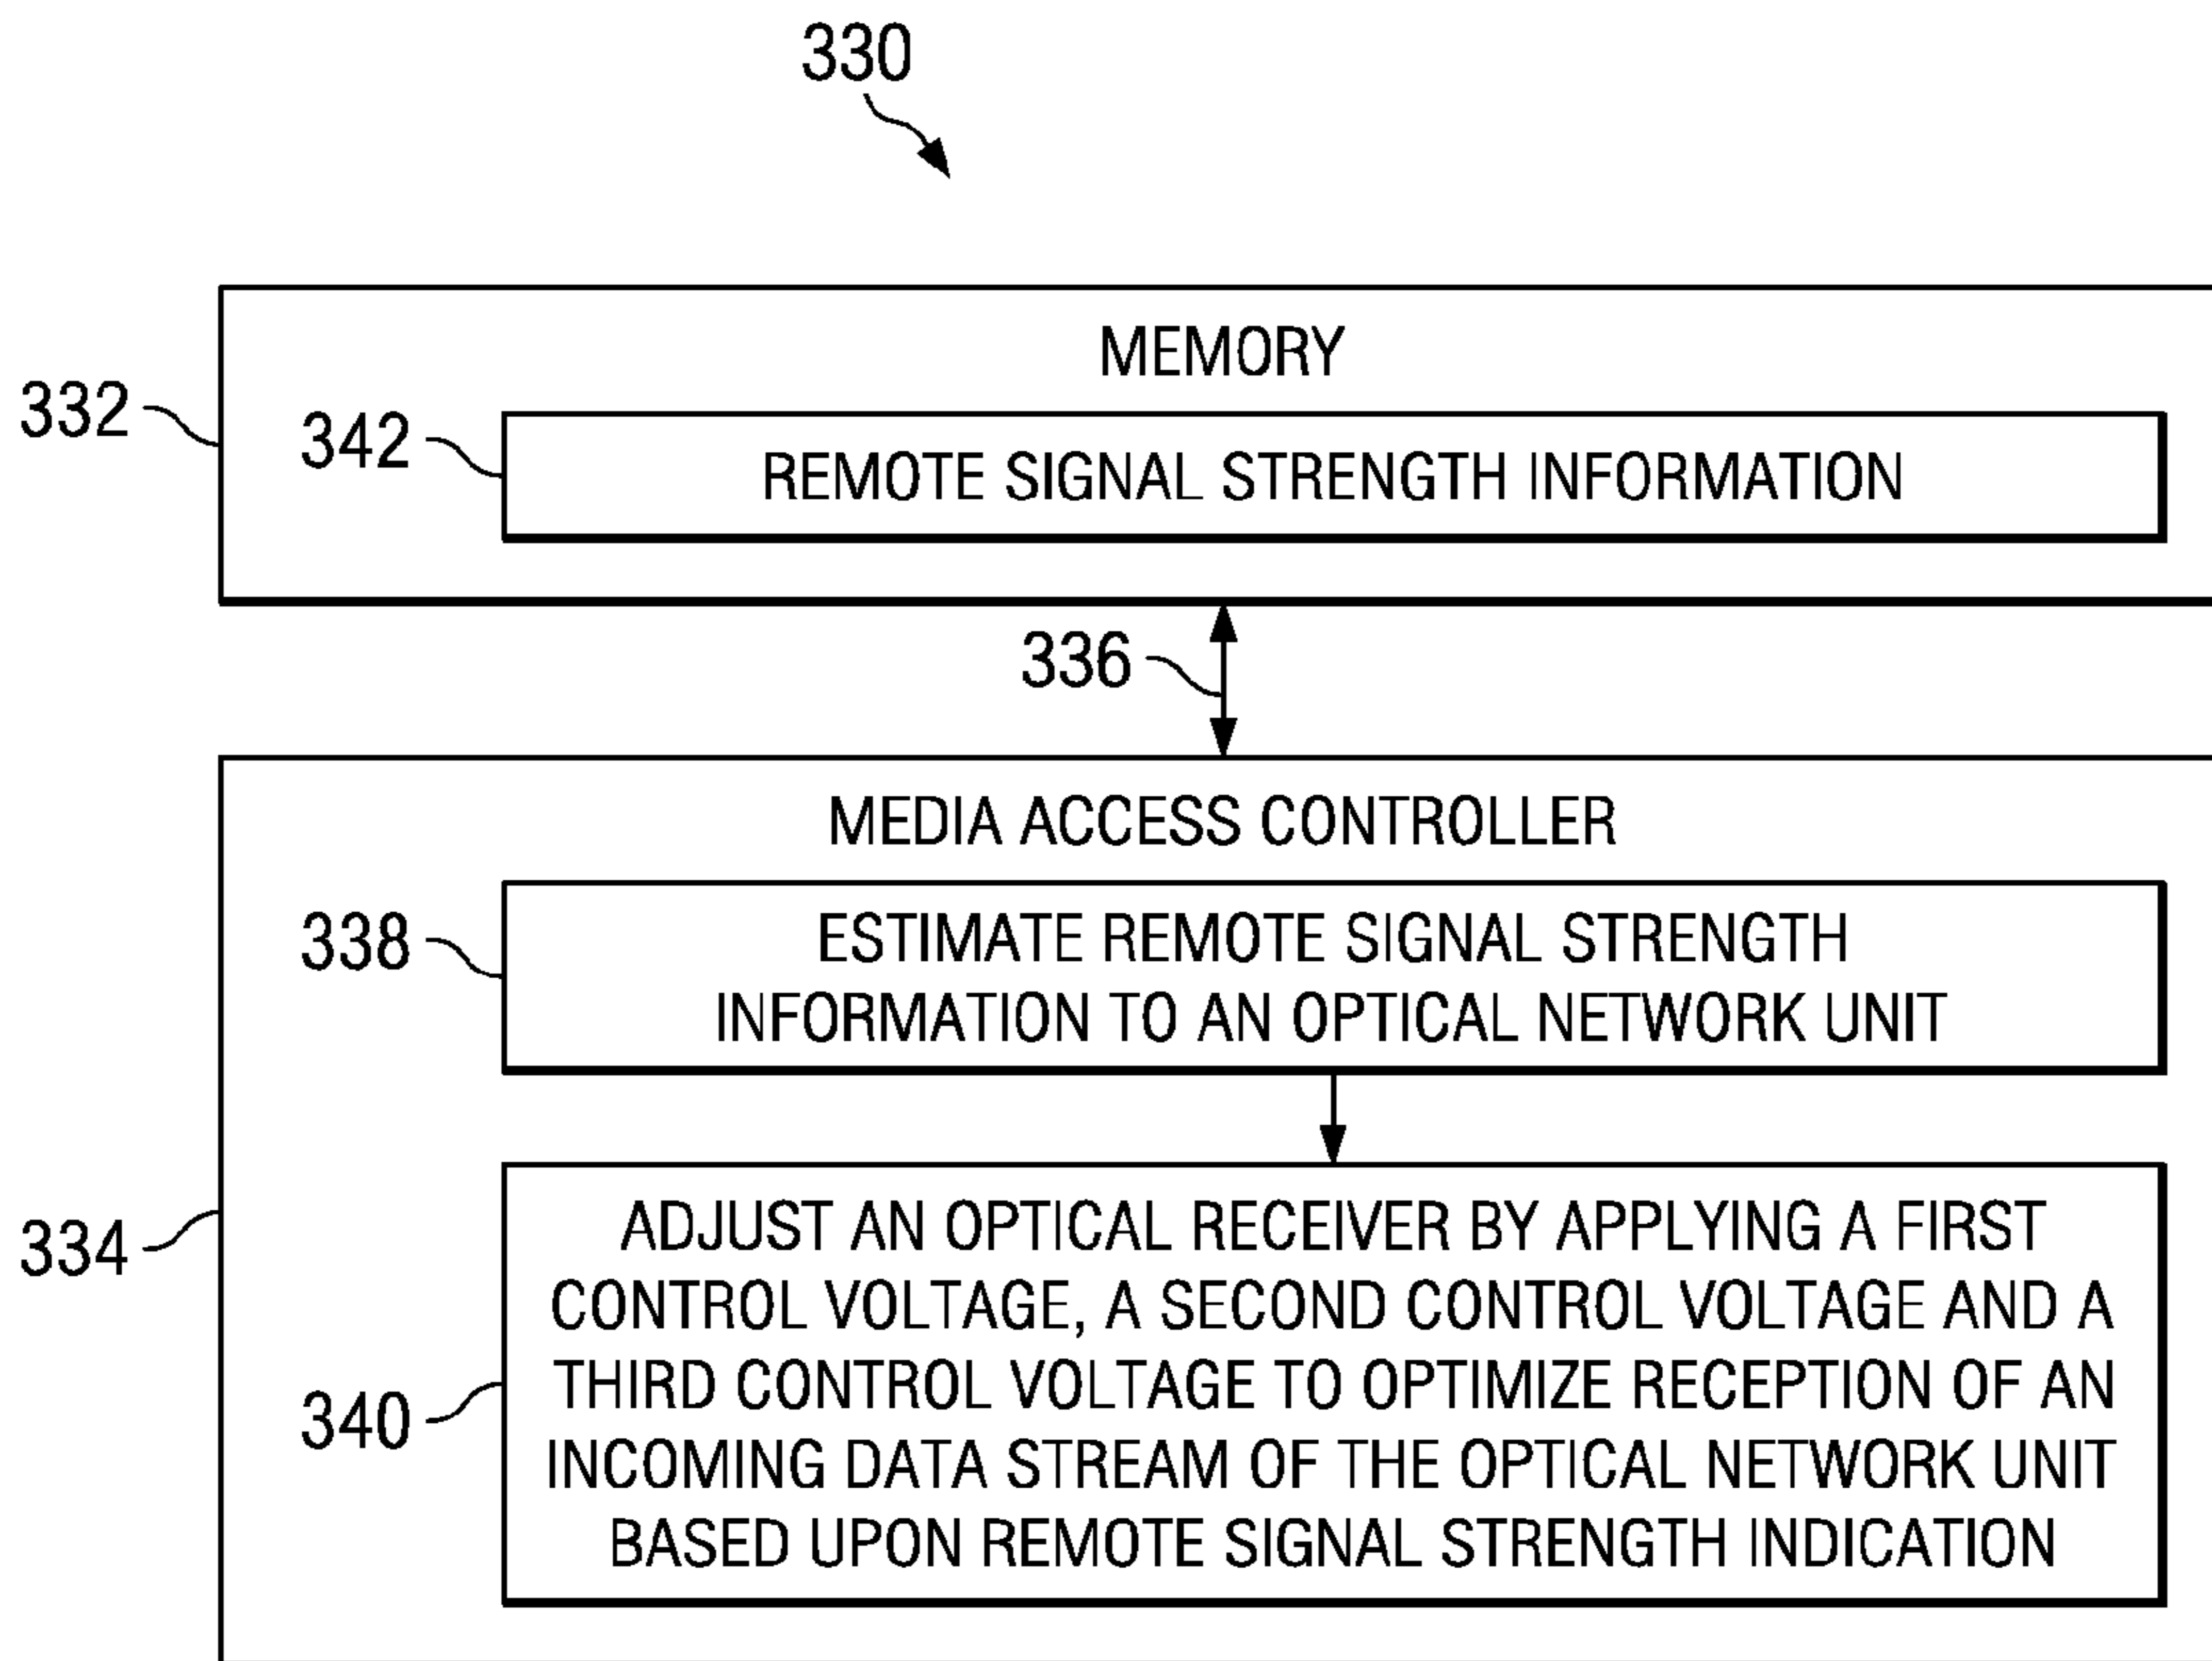 330
MEMORY
332
342
REMOTE SIGNAL STRENGTH INFORMATION
336
MEDIA ACCESS CONTROLLER
338
ESTIMATE REMOTE SIGNAL STRENGTH
INFORMATION TO AN OPTICAL NETWORK UNIT
334
340
ADJUST AN OPTICAL RECEIVER BY APPLYING A FIRST
CONTROL VOLTAGE, A SECOND CONTROL VOLTAGE AND A
THIRD CONTROL VOLTAGE TO OPTIMIZE RECEPTION OF AN
INCOMING DATA STREAM OF THE OPTICAL NETWORK UNIT
BASED UPON REMOTE SIGNAL STRENGTH INDICATION